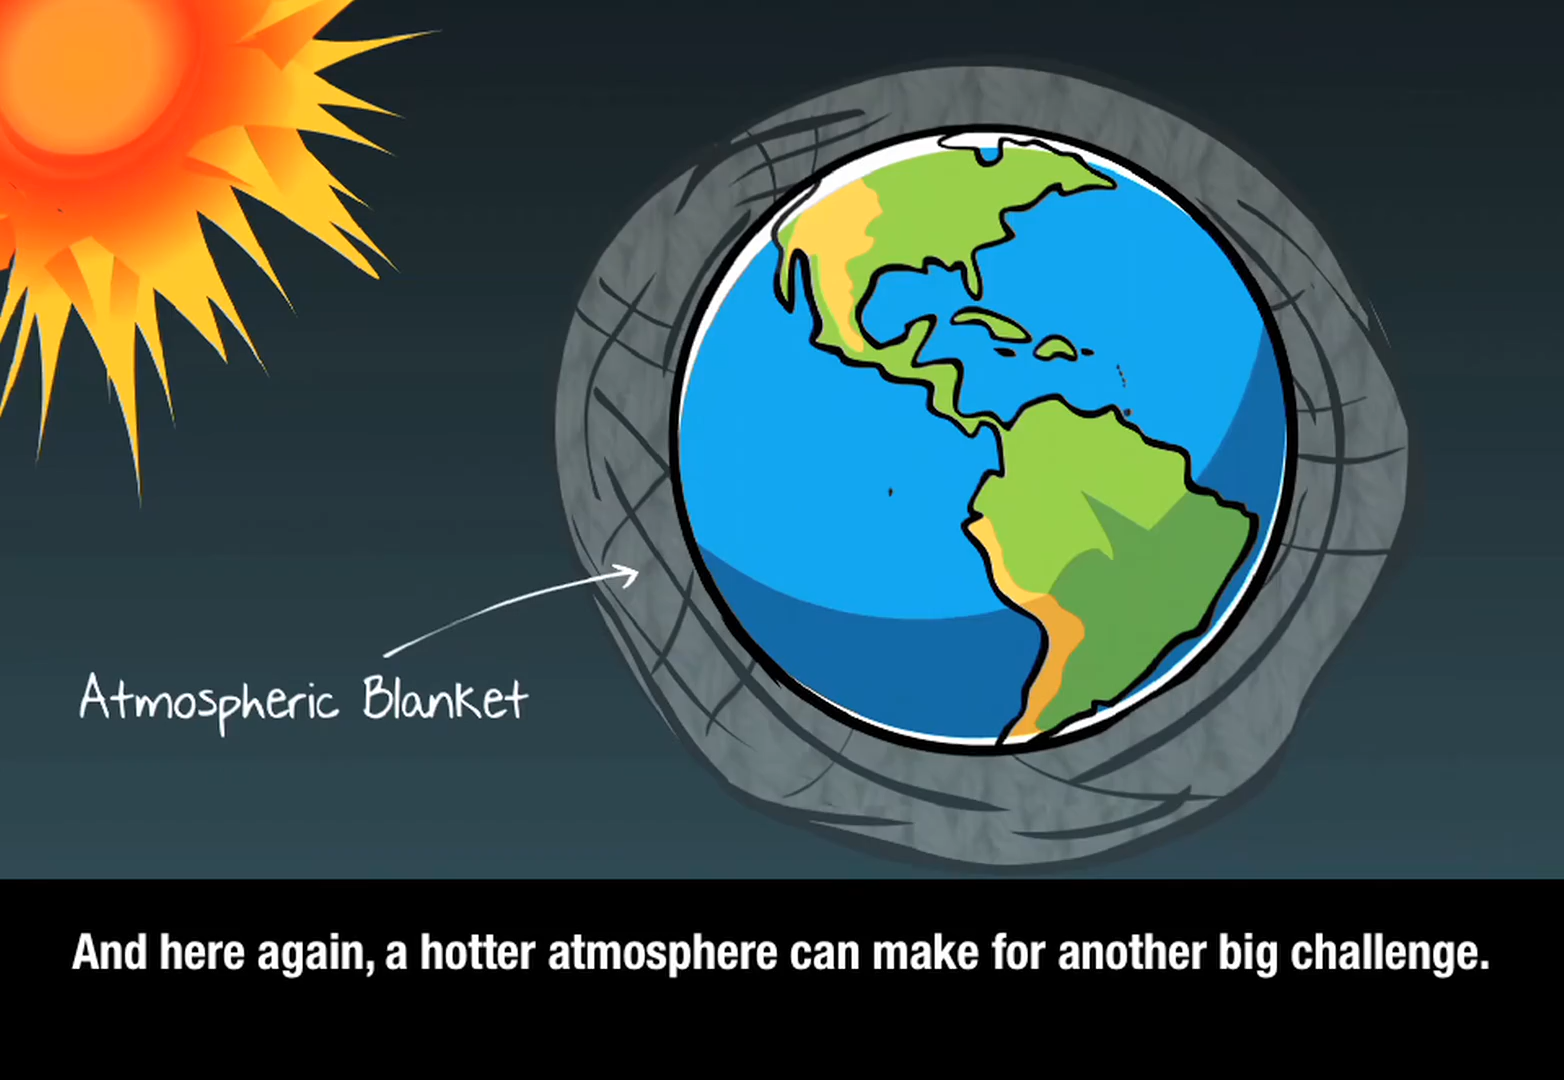 Atmospheric Blanket
And here again, a hotter atmosphere can make for another big challenge.